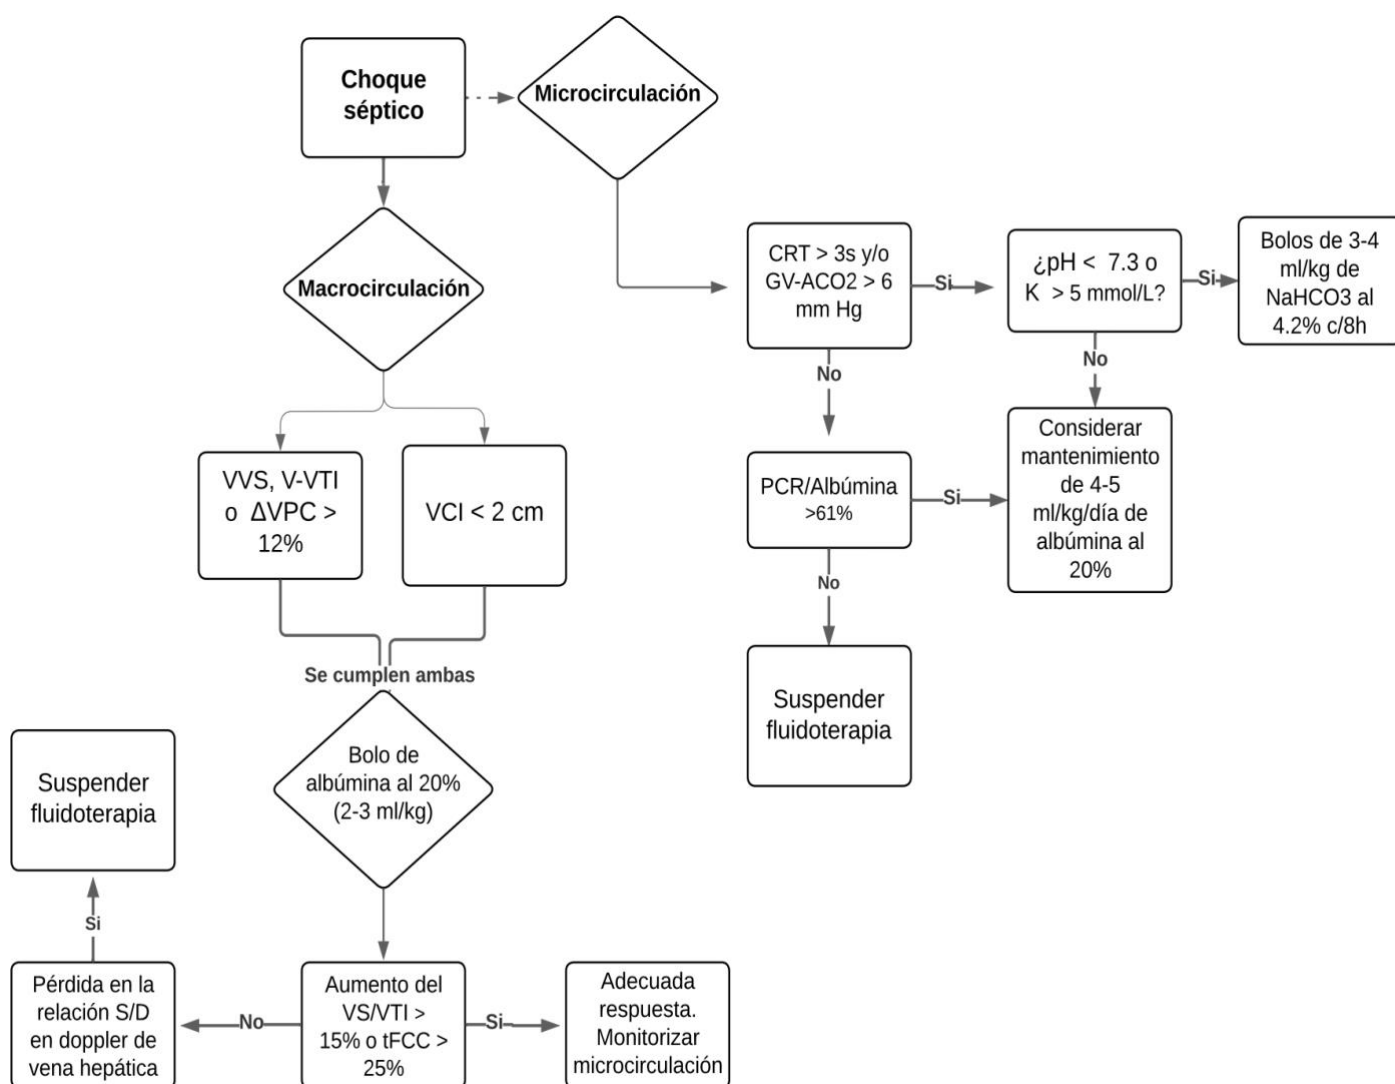 Choque
séptico
Microcirculación
Macrocirculación
CRT > 3s y/o
GV-ACO2 > 6
mm Hg
Si
¿pH < 7.3 o
K > 5 mmol/L?
Si
Bolos de 3-4
ml/kg de
NaHCO3 al
4.2% c/8h
No
No
PCR/Albúmina
>61%
Si
Considerar
mantenimiento
de 4-5
ml/kg/día de
albúmina al
20%
No
Suspender
fluidoterapia
VVS, V-VTI
o ΔVPC >
12%
VCI < 2 cm
Se cumplen ambas
Bolo de
albúmina al 20%
(2-3 ml/kg)
Suspender
fluidoterapia
Si
Pérdida en la
relación S/D
en doppler de
vena hepática
No
Aumento del
VS/VTI >
15% o tFCC >
25%
Si
Adecuada
respuesta.
Monitorizar
microcirculación